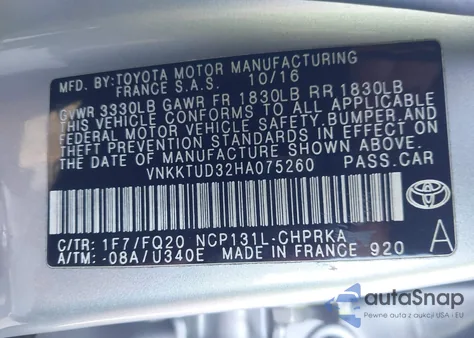 MFD. BY: TOYOTA MOTOR MANUFACTURING
FRANCE S.A.S. 10/16
GVWR 3330LB GAWR FR 1830LB RR 1830LB
THIS VEHICLE CONFORMS TO ALL APPLICABLE
FEDERAL MOTOR VEHICLE SAFETY, BUMPER, AND
THEFT PREVENTION STANDARDS IN EFFECT ON
THE DATE OF MANUFACTURE SHOWN ABOVE.
VNKKTUD32HA075260 PASS.CAR
C/TR: 1F7/FQ20 NCP131L-CHPRKA
A/TM: -08A/U340E MADE IN FRANCE 920
TOYOTA
A
autoSnap
Pewne auta z USA i EU